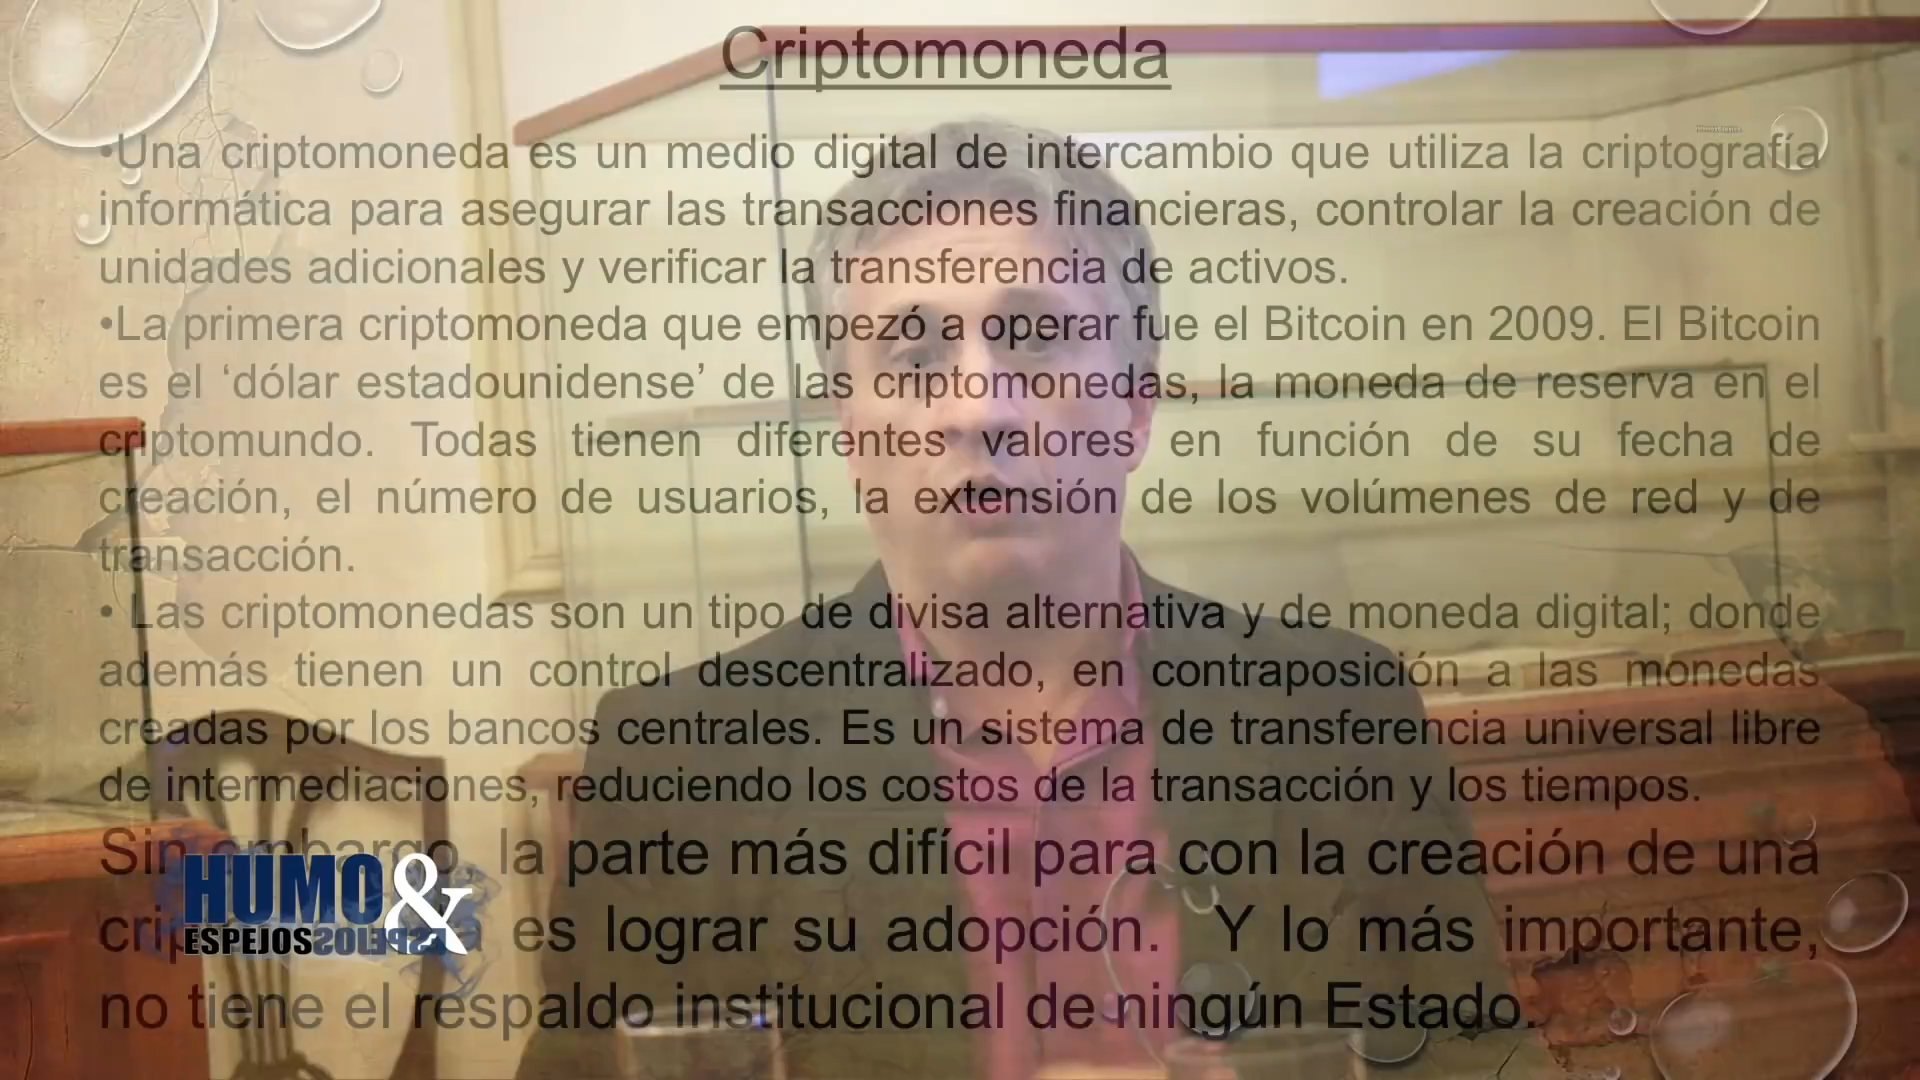 Criptomoneda
•Una criptomoneda es un medio digital de intercambio que utiliza la criptografía
informática para asegurar las transacciones financieras, controlar la creación de
unidades adicionales y verificar la transferencia de activos.
•La primera criptomoneda que empezó a operar fue el Bitcoin en 2009. El Bitcoin
es el ‘dólar estadounidense’ de las criptomonedas, la moneda de reserva en el
criptomundo. Todas tienen diferentes valores en función de su fecha de
creación, el número de usuarios, la extensión de los volúmenes de red y de
transacción.
• Las criptomonedas son un tipo de divisa alternativa y de moneda digital; donde
además tienen un control descentralizado, en contraposición a las monedas
creadas por los bancos centrales. Es un sistema de transferencia universal libre
de intermediaciones, reduciendo los costos de la transacción y los tiempos.
Sin embargo, la parte más difícil para con la creación de una
es lograr su adopción. Y lo más importante,
no tiene el respaldo institucional de ningún Estado.
HUMO&
ESPEJOS ESPEJOS